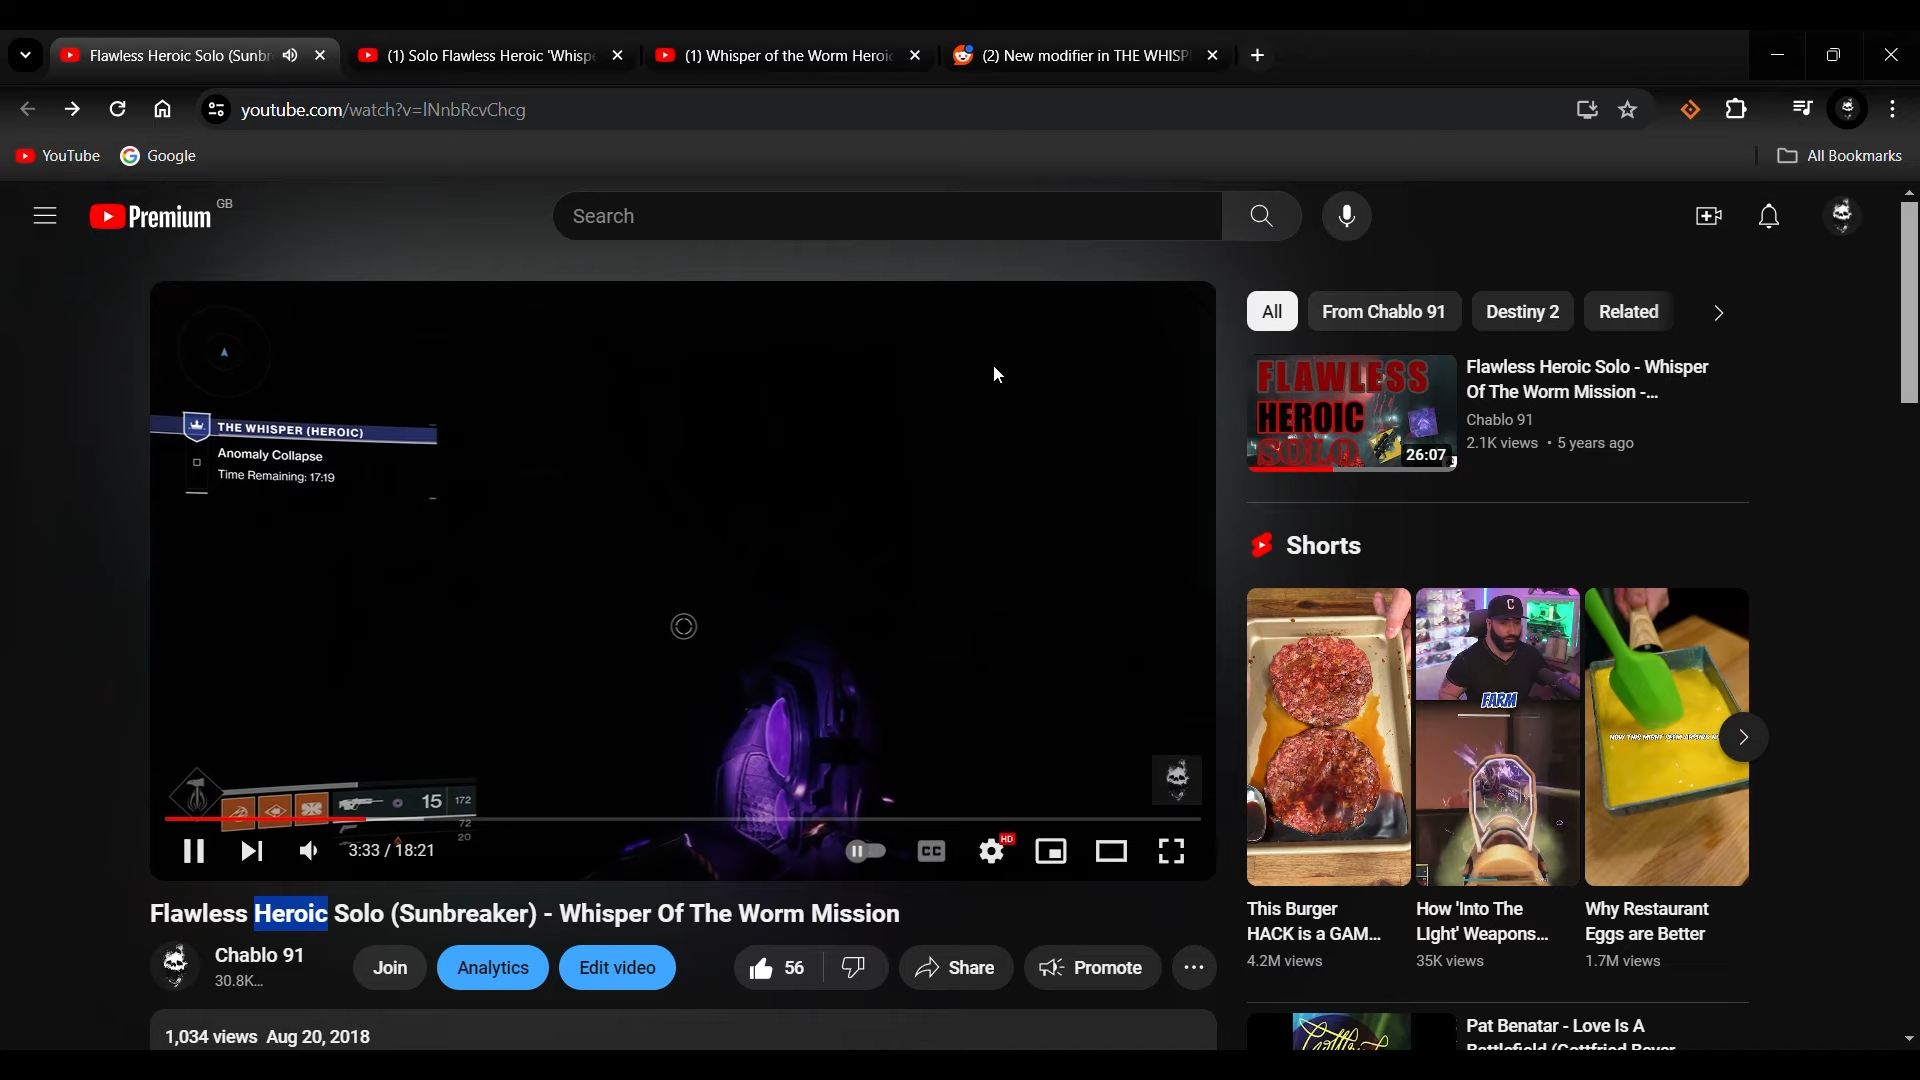 Flawless Heroic Solo (Sunbr
(1) Solo Flawless Heroic 'Whispe
(1) Whisper of the Worm Heroic
(2) New modifier in THE WHISP
youtube.com/watch?v=lNnbRcvChcg
YouTube
Google
All Bookmarks
Premium GB
Search
All
From Chablo 91
Destiny 2
Related
THE WHISPER (HEROIC)
Anomaly Collapse
Time Remaining: 17:19
15 172
72
20
3:33 / 18:21
CC
HD
FLAWLESS
HEROIC
SOLO
26:07
Flawless Heroic Solo - Whisper
Of The Worm Mission -...
Chablo 91
2.1K views • 5 years ago
Shorts
C
FARM
This Burger
HACK is a GAM...
4.2M views
How 'Into The
Light' Weapons...
35K views
Why Restaurant
Eggs are Better
1.7M views
Flawless Heroic Solo (Sunbreaker) - Whisper Of The Worm Mission
Chablo 91
30.8K...
Join
Analytics
Edit video
56
Share
Promote
1,034 views Aug 20, 2018
Pat Benatar - Love Is A
Battlefield (Gottfried Bayer